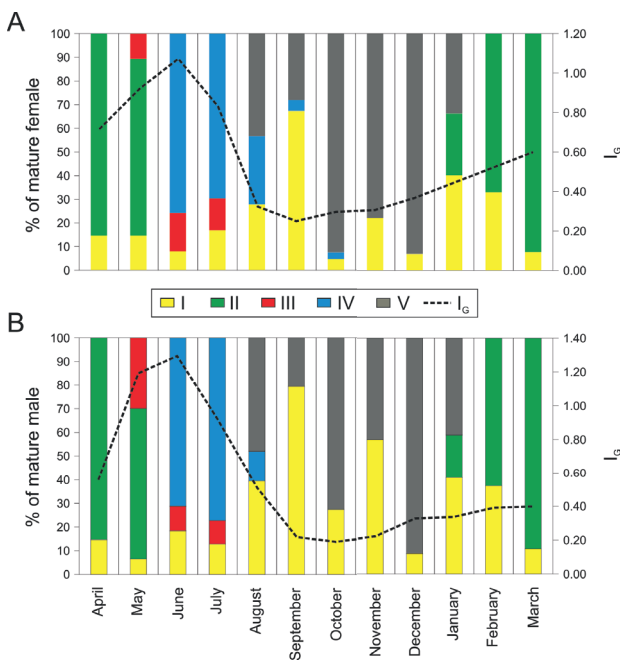 A
% of mature female
100
90
80
70
60
50
40
30
20
10
0
1.20
1.00
0.80
0.60
0.40
0.20
0.00
I_G
I II III IV V I_G
B
% of mature male
100
90
80
70
60
50
40
30
20
10
0
1.40
1.20
1.00
0.80
0.60
0.40
0.20
0.00
I_G
April
May
June
July
August
September
October
November
December
January
February
March